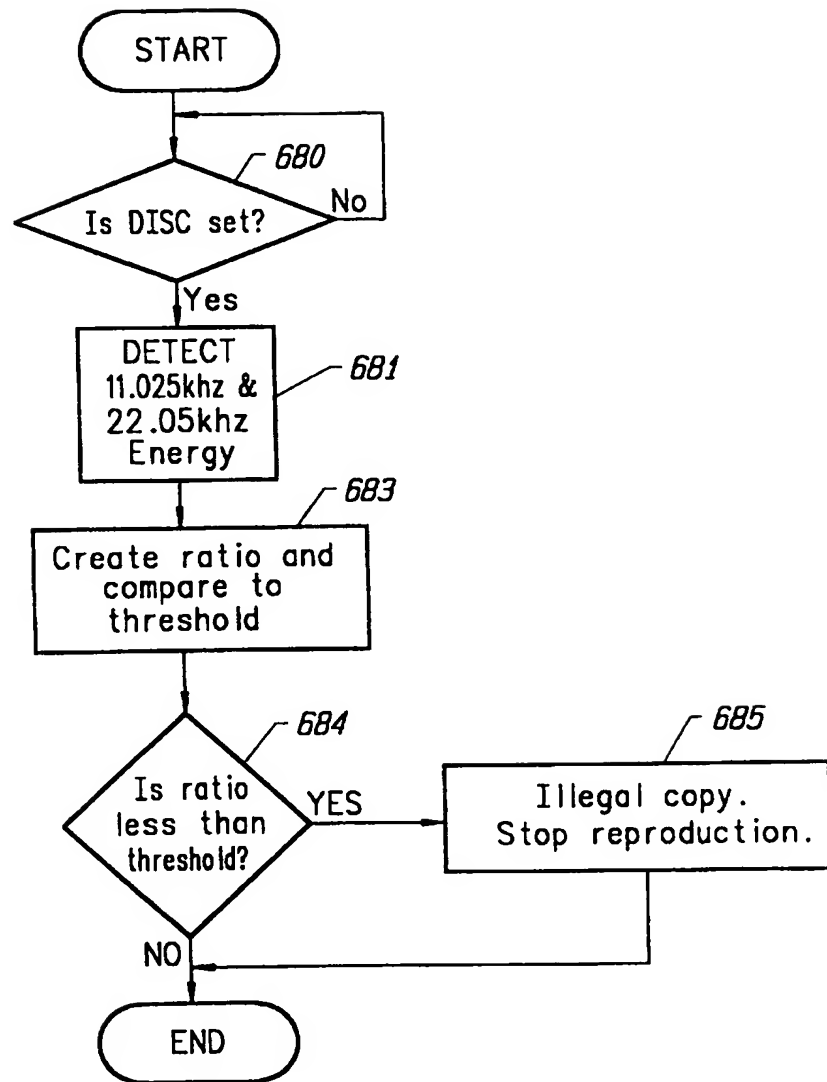 START
680
Is DISC set?
No
Yes
DETECT
11.025khz &
22.05khz
Energy
681
683
Create ratio and
compare to
threshold
684
Is ratio
less than
threshold?
YES
685
Illegal copy.
Stop reproduction.
NO
END